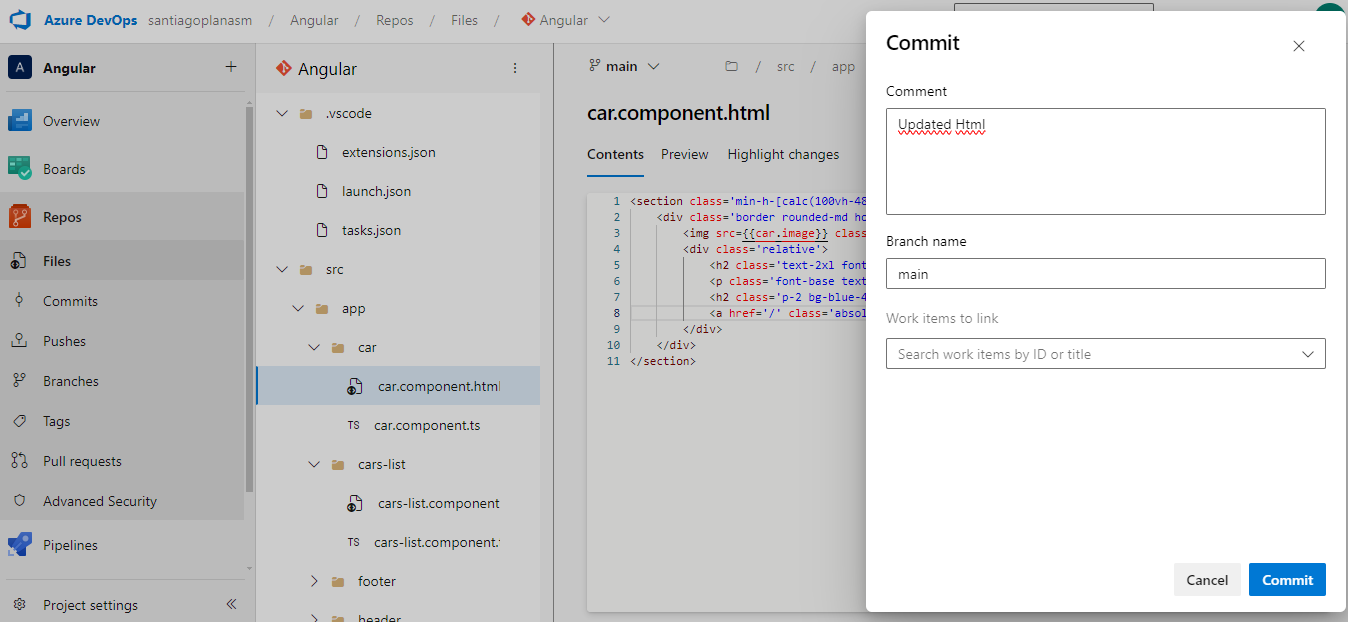 Azure DevOps santiagoplanasm / Angular / Repos / Files / Angular
A Angular
Overview
Boards
Repos
Files
Commits
Pushes
Branches
Tags
Pull requests
Advanced Security
Pipelines
Project settings
Angular
.vscode
extensions.json
launch.json
tasks.json
src
app
car
car.component.html
TS car.component.ts
cars-list
cars-list.component
TS cars-list.component.
footer
header
main / src / app
car.component.html
Contents Preview Highlight changes
1 <section class='min-h-[calc(100vh-48
2 <div class='border rounded-md ho
3 <img src={{car.image}} class
4 <div class='relative'>
5 <h2 class='text-2xl font
6 <p class='font-base text
7 <h2 class='p-2 bg-blue-4
8 <a href='/' class='absol
9 </div>
10 </div>
11 </section>
Commit
Comment
Updated Html
Branch name
main
Work items to link
Search work items by ID or title
Cancel Commit